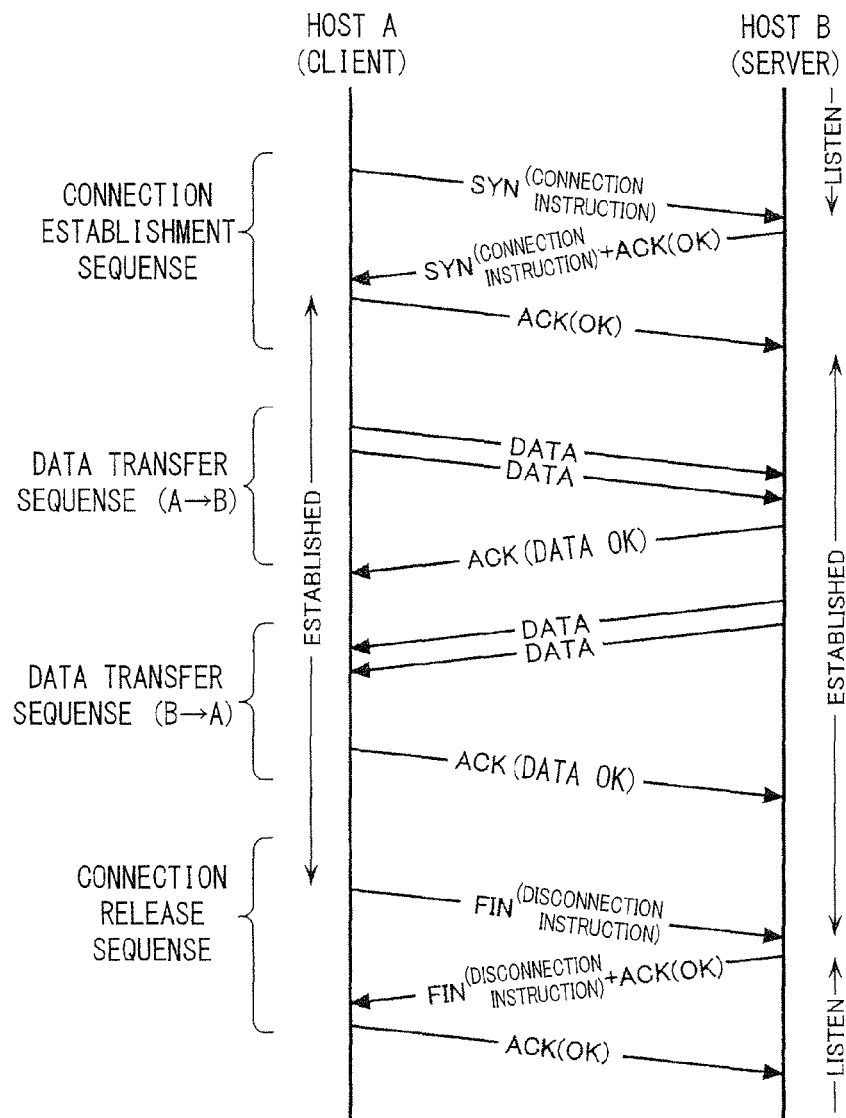 HOST A
(CLIENT)
HOST B
(SERVER)
LISTEN
CONNECTION
ESTABLISHMENT
SEQUENSE
SYN(CONNECTION
INSTRUCTION)
SYN(CONNECTION
INSTRUCTION)+ACK(OK)
ACK(OK)
DATA TRANSFER
SEQUENSE (A→B)
DATA
DATA
ACK(DATA OK)
ESTABLISHED
ESTABLISHED
DATA TRANSFER
SEQUENSE (B→A)
DATA
DATA
ACK(DATA OK)
CONNECTION
RELEASE
SEQUENSE
FIN(DISCONNECTION
INSTRUCTION)
FIN(DISCONNECTION
INSTRUCTION)+ACK(OK)
ACK(OK)
LISTEN